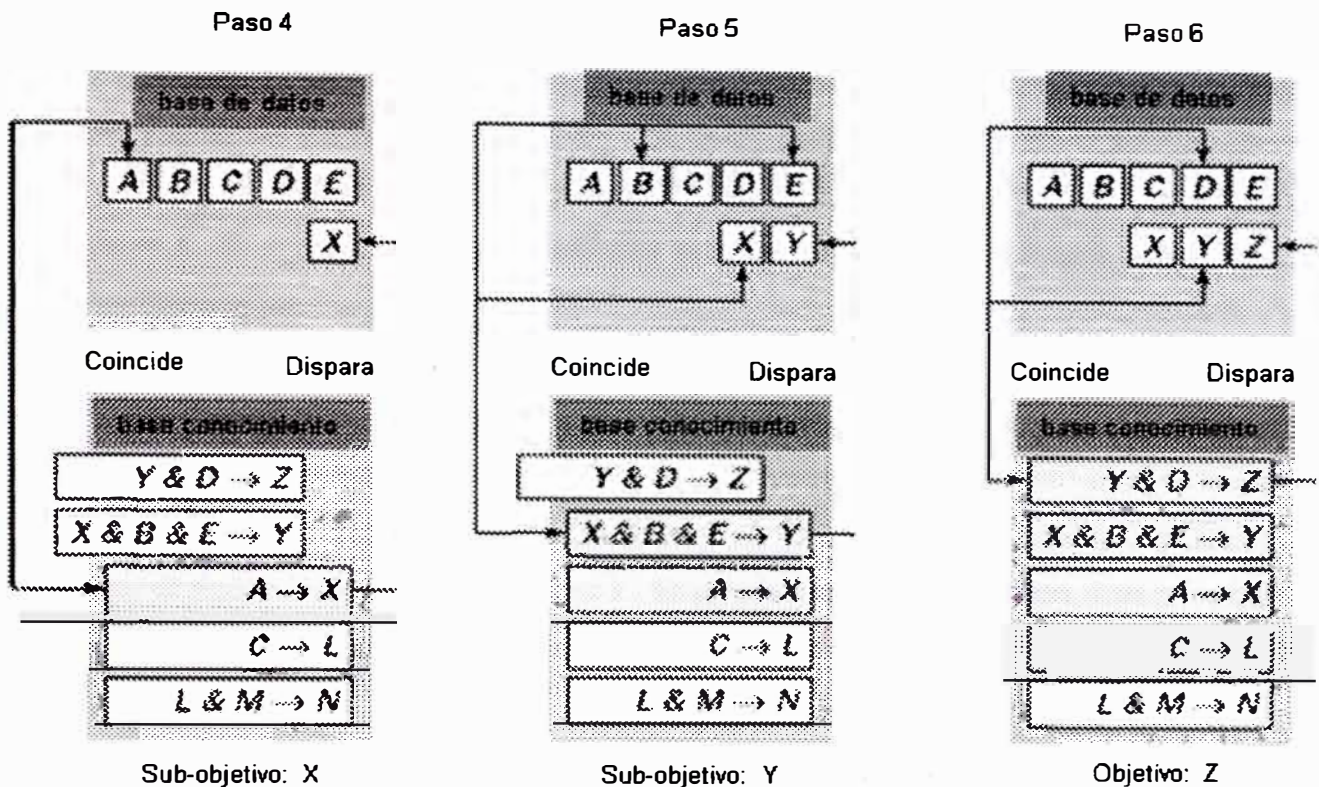 Paso 4
base de datos
A B C D E
X
Coincide Dispara
base conocimiento
Y & D → Z
X & B & E → Y
A → X
C → L
L & M → N
Sub-objetivo: X
Paso 5
base de datos
A B C D E
X Y
Coincide Dispara
base conocimiento
Y & D → Z
X & B & E → Y
A → X
C → L
L & M → N
Sub-objetivo: Y
Paso 6
base de datos
A B C D E
X Y Z
Coincide Dispara
base conocimiento
Y & D → Z
X & B & E → Y
A → X
C → L
L & M → N
Objetivo: Z